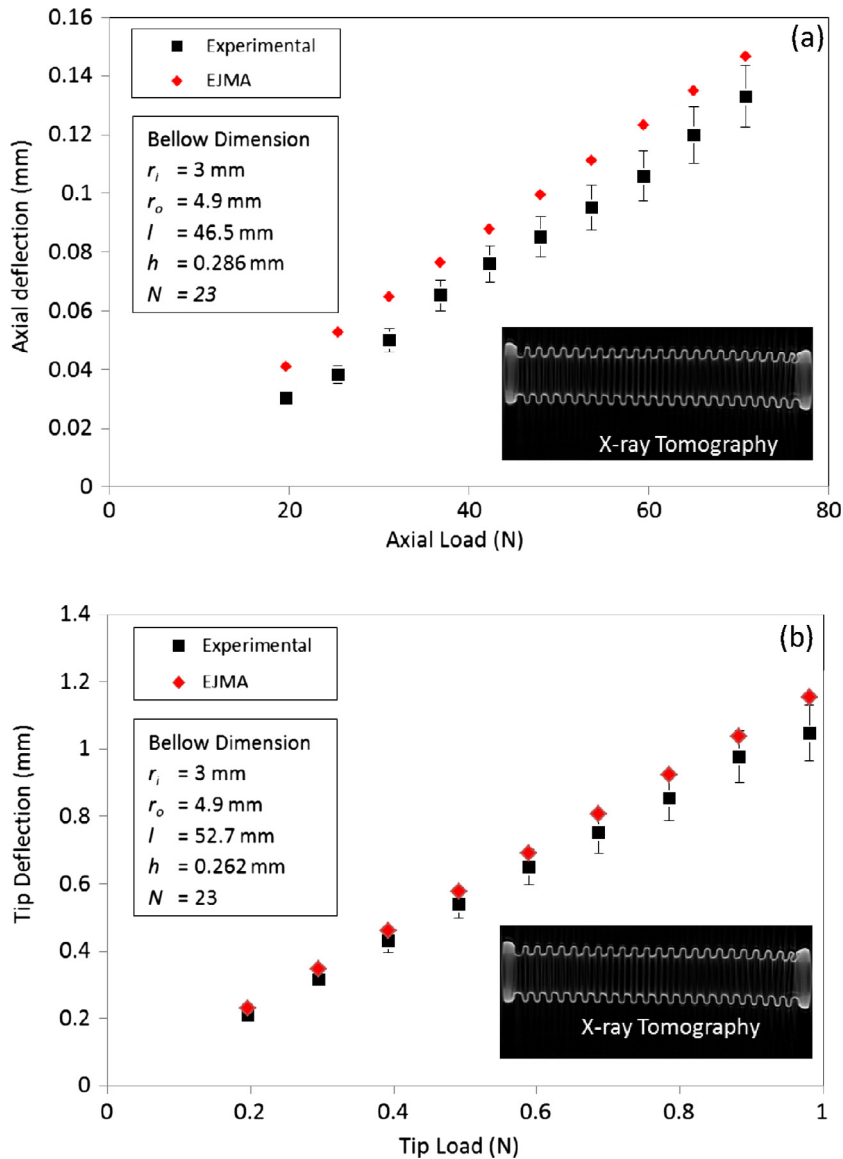 (a)
Experimental
EJMA
Bellow Dimension
rᵢ = 3 mm
rₒ = 4.9 mm
l = 46.5 mm
h = 0.286 mm
N = 23
X-ray Tomography
0.16
0.14
0.12
0.1
0.08
0.06
0.04
0.02
0
Axial deflection (mm)
0 20 40 60 80
Axial Load (N)
(b)
Experimental
EJMA
Bellow Dimension
rᵢ = 3 mm
rₒ = 4.9 mm
l = 52.7 mm
h = 0.262 mm
N = 23
X-ray Tomography
1.4
1.2
1
0.8
0.6
0.4
0.2
0
Tip Deflection (mm)
0 0.2 0.4 0.6 0.8 1
Tip Load (N)